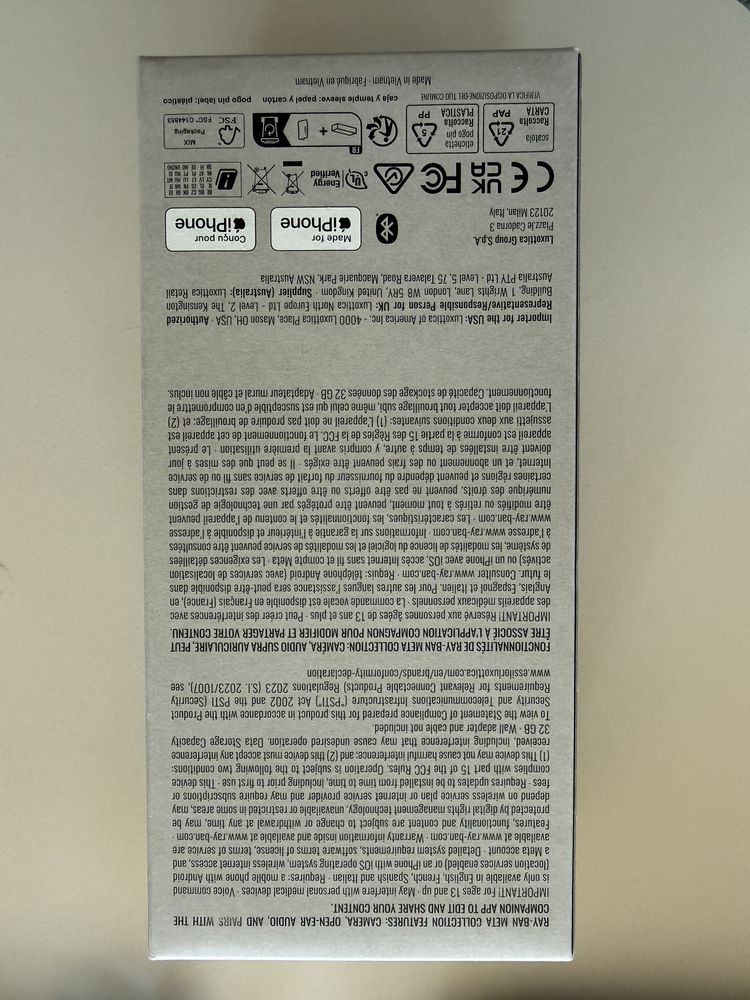 RAY-BAN META COLLECTION FEATURES: CAMERA, OPEN-EAR, AUDIO, AND PAIRS WITH THE
COMPANION APP TO EDIT AND SHARE YOUR CONTENT.
IMPORTANT! For ages 13 and up · May interfere with personal medical devices · Voice command
is only available in English, French, Spanish and Italian · Requires: a mobile phone with Android
(location services enabled) or an iPhone with iOS operating system, wireless internet access, and
a Meta account · Detailed system requirements, software terms of license, terms of service are
available at www.ray-ban.com · Warranty information inside and available at www.ray-ban.com ·
Features, functionality and content are subject to change or withdrawal at any time, may be
protected by digital rights management technology, unavailable or restricted in some areas, may
depend on wireless service plan or internet service provider and may require subscriptions or
fees · Requires updates to be installed from time to time, including prior to first use · This device
complies with part 15 of the FCC Rules. Operation is subject to the following two conditions:
(1) This device may not cause harmful interference; and (2) this device must accept any interference
received, including interference that may cause undesired operation. Data Storage Capacity
32 GB · Wall adapter and cable not included.
To view the Statement of Compliance prepared for this product in accordance with the Product
Security and Telecommunications Infrastructure ("PSTI") Act 2002 and the PSTI (Security
Requirements for Relevant Connectable Products) Regulations 2023 (S.I. 2023/1007), see
www.essilorluxottica.com/en/brands/conformity-declaration
FONCTIONNALITÉS DE RAY-BAN META COLLECTION: CAMÉRA, AUDIO SUPRA AURICULAIRE, PEUT
ÊTRE ASSOCIÉ À L'APPLICATION COMPAGNON POUR MODIFIER ET PARTAGER VOTRE CONTENU.
IMPORTANT! Réservé aux personnes âgées de 13 ans et plus · Peut créer des interférences avec
des appareils médicaux personnels · La commande vocale est disponible en Français (France), en
Anglais, Espagnol et Italien. Pour les autres langues l'assistance sera peut-être disponible dans
le futur. Consulter www.ray-ban.com · Requis: téléphone Android (avec services de localisation
activés) ou un iPhone avec iOS, accès Internet sans fil et compte Meta · Les exigences détaillées
de système, les modalités de licence du logiciel et les modalités de service peuvent être consultées
à l'adresse www.ray-ban.com · Informations sur la garantie à l'intérieur et disponible à l'adresse
www.ray-ban.com · Les caractéristiques, les fonctionnalités et le contenu de l'appareil peuvent
être modifiés ou retirés à tout moment, peuvent être protégés par une technologie de gestion
numérique des droits, peuvent ne pas être offerts ou être offerts avec des restrictions dans
certaines régions et peuvent dépendre du fournisseur du forfait de service sans fil ou de service
Internet, et un abonnement ou des frais peuvent être exigés · Il se peut que des mises à jour
doivent être installées de temps à autre, y compris avant la première utilisation · Le présent
appareil est conforme à la partie 15 des Règles de la FCC. Le fonctionnement de cet appareil est
assujetti aux deux conditions suivantes: (1) L'appareil ne doit pas produire de brouillage; et (2)
L'appareil doit accepter tout brouillage subi, même celui qui est susceptible d'en compromettre le
fonctionnement. Capacité de stockage des données 32 GB · Adaptateur mural et câble non inclus.
Importer for the USA: Luxottica of America Inc. - 4000 Luxottica Place, Mason OH, USA · Authorized
Representative/Responsible Person for UK: Luxottica North Europe Ltd - Level 2, The Kensington
Building, 1 Wrights Lane, London W8 5RY, United Kingdom · Supplier (Australia): Luxottica Retail
Australia PTY Ltd - Level 5, 75 Talavera Road, Macquarie Park, NSW Australia
Luxottica Group S.p.A.
Piazz.le Cadorna 3
20123 Milan, Italy
Made for
iPhone
Conçu pour
iPhone
CE UKCA FC
UL Energy
Verified
scatola
Raccolta
CARTA
21
PAP
etichetta
pogo pin
Raccolta
PLASTICA
5
PP
VERIFICA LA DISPOSIZIONE DEL TUO COMUNE
FR
MIX
Packaging
FSC
FSC® C144853
caja y temple sleeve: papel y cartón
pogo pin label: plástico
Made in Vietnam · Fabriqué en Vietnam